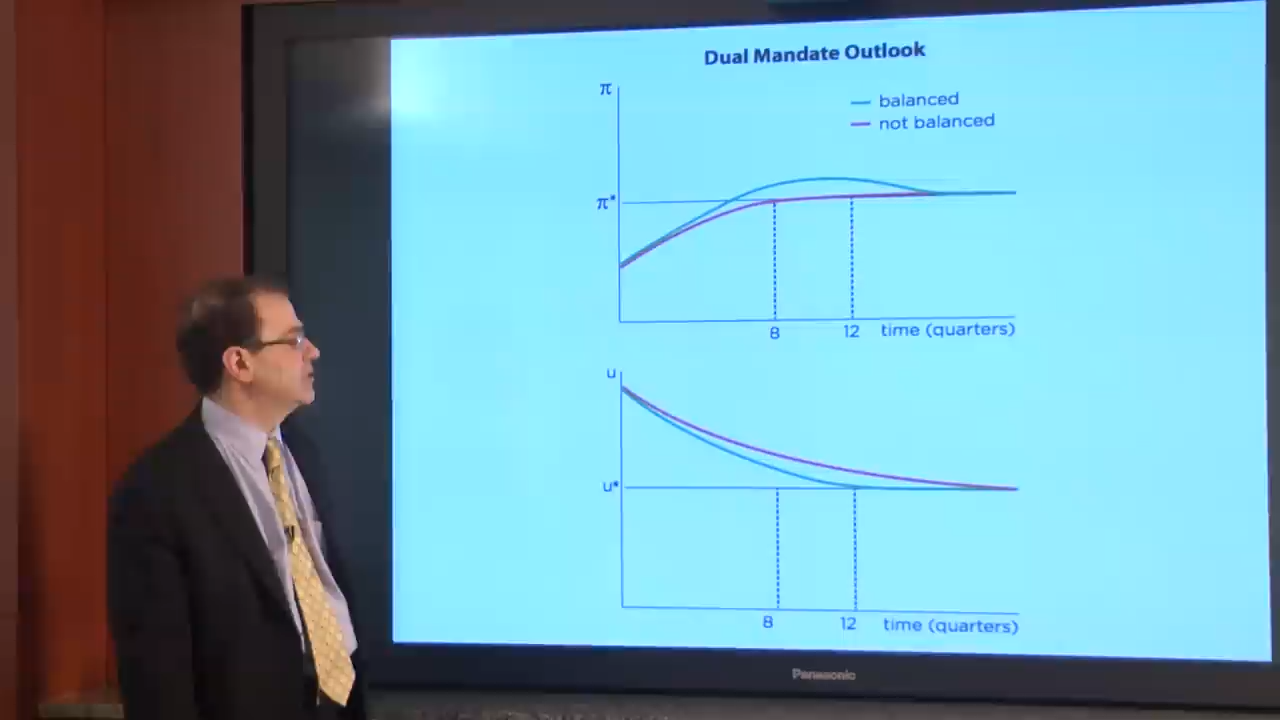 Dual Mandate Outlook
π
balanced
not balanced
π*
8
12
time (quarters)
u
u*
8
12
time (quarters)
Panasonic